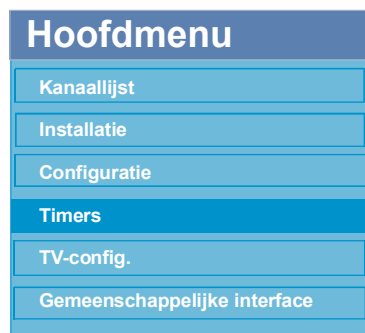 Hoofdmenu
Kanaallijst
Installatie
Configuratie
Timers
TV-config.
Gemeenschappelijke interface